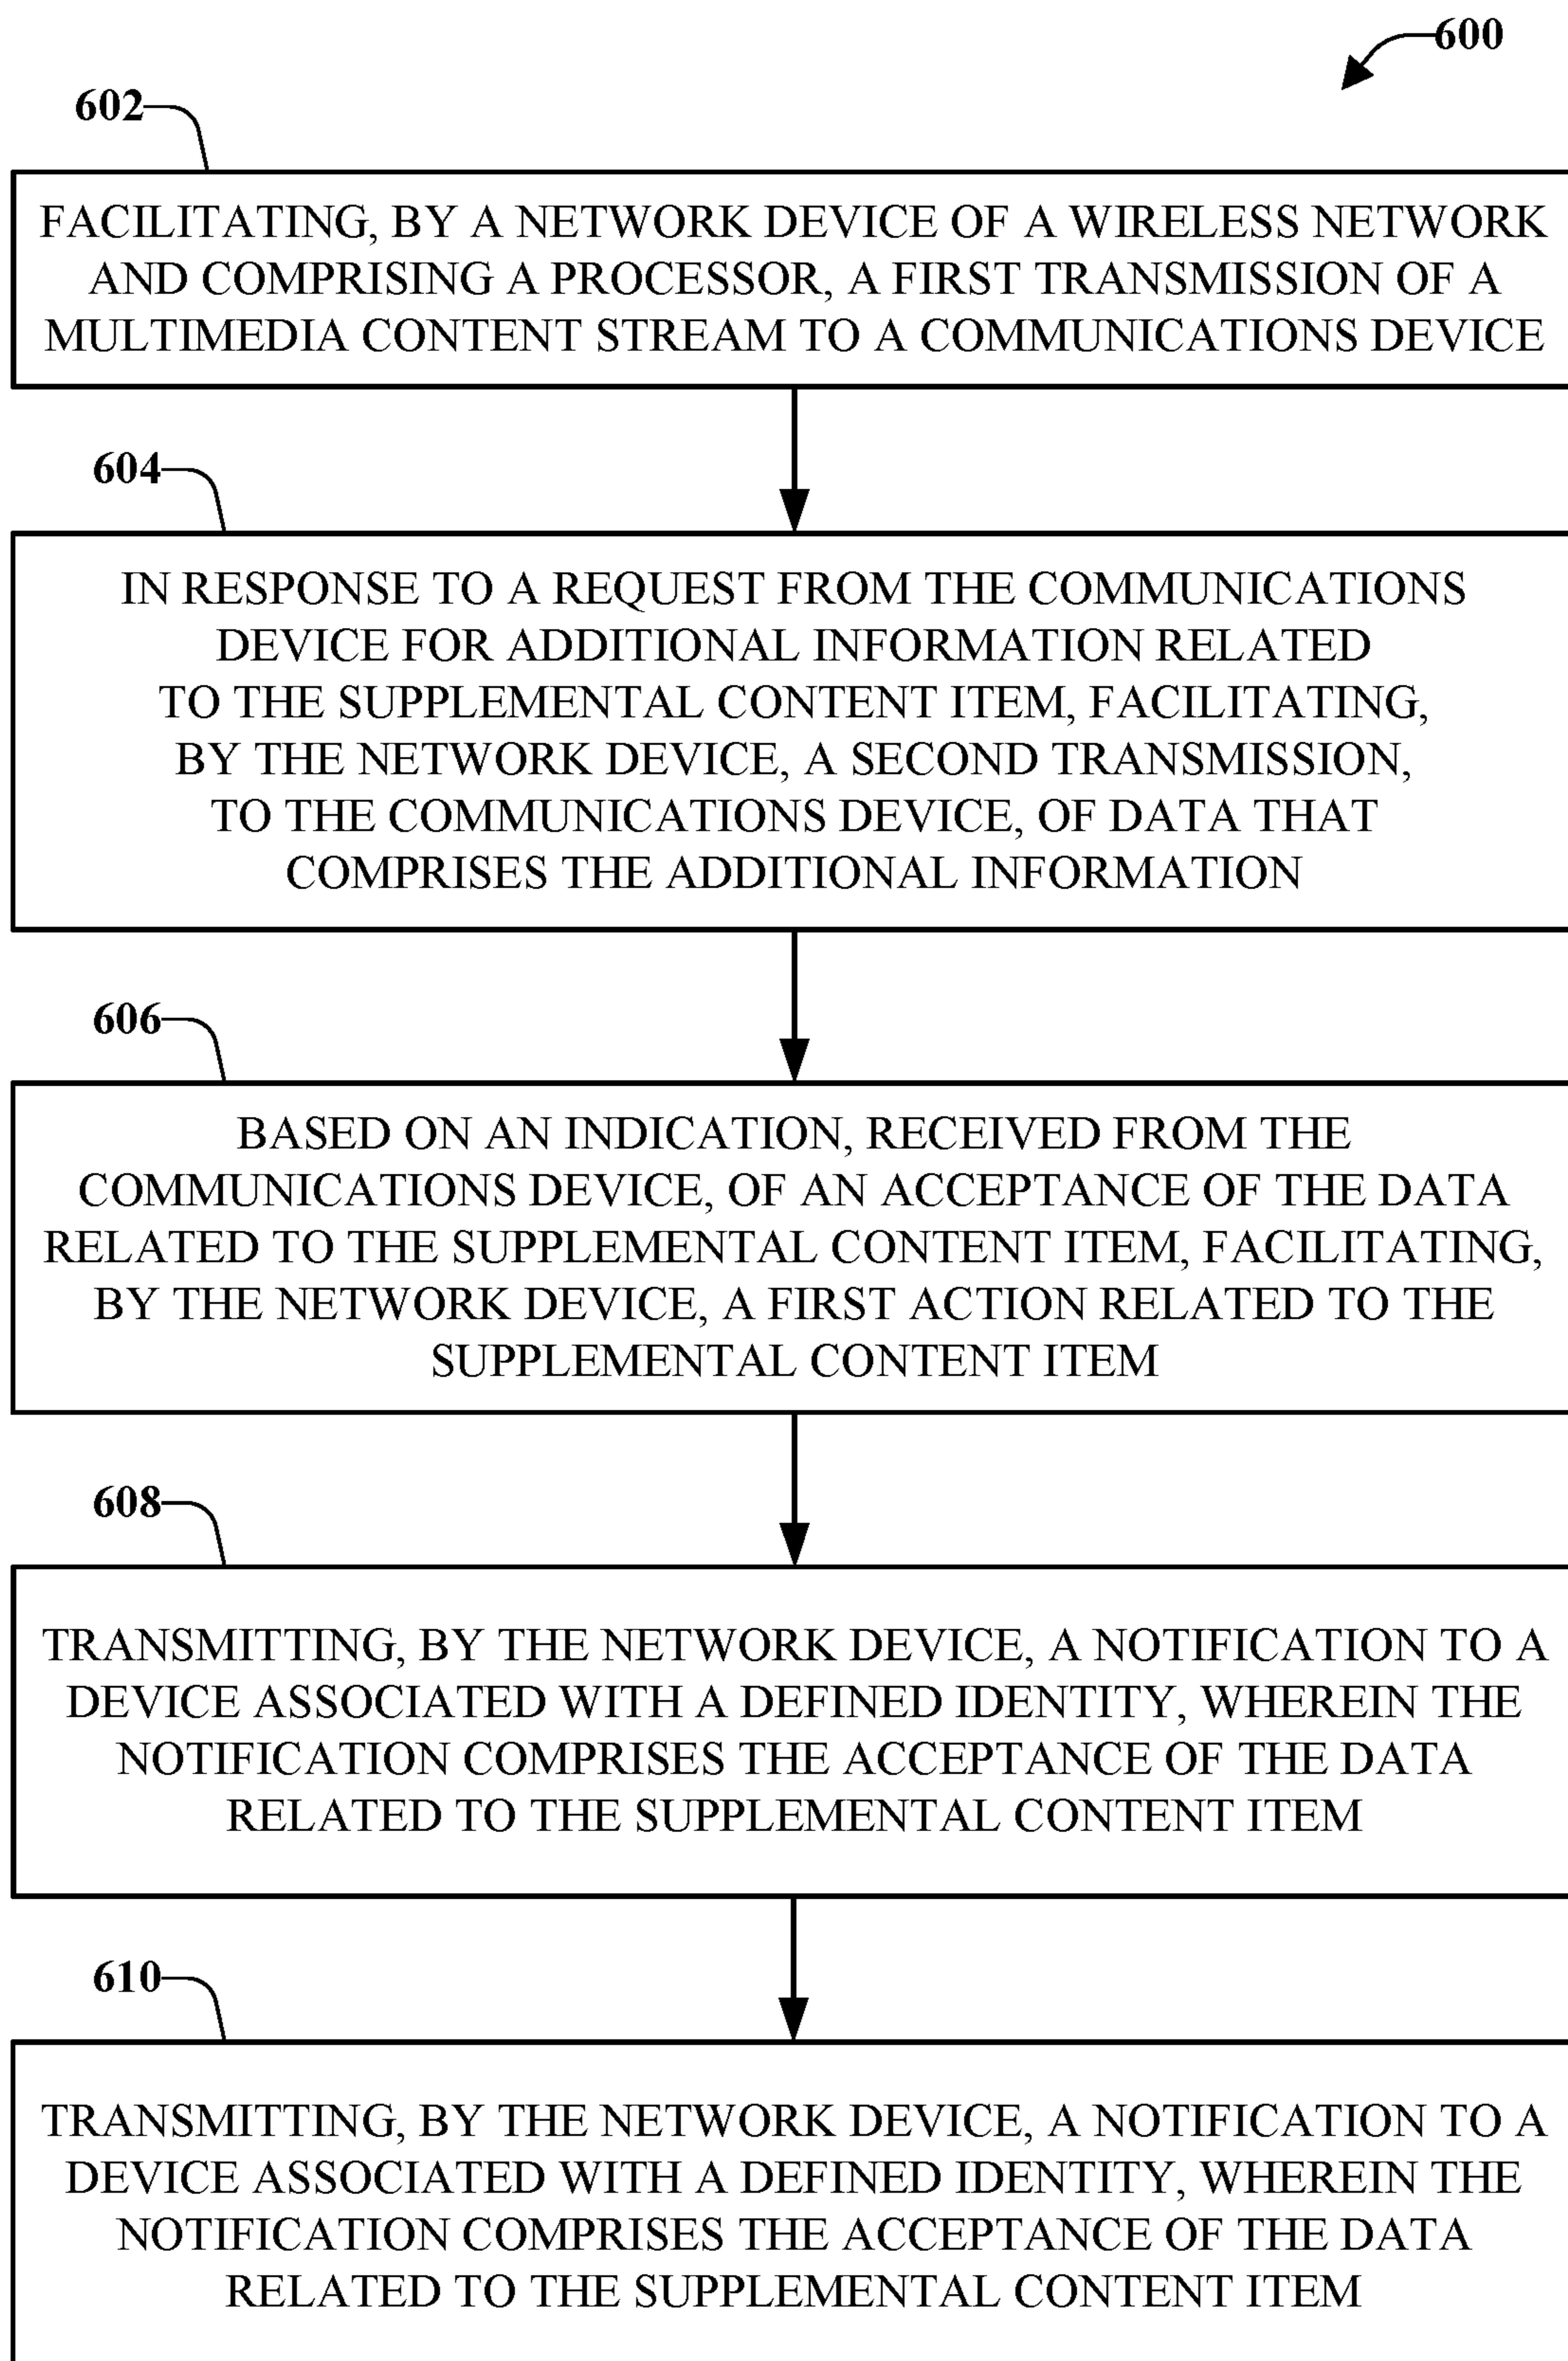 600
602
FACILITATING, BY A NETWORK DEVICE OF A WIRELESS NETWORK
AND COMPRISING A PROCESSOR, A FIRST TRANSMISSION OF A
MULTIMEDIA CONTENT STREAM TO A COMMUNICATIONS DEVICE
604
IN RESPONSE TO A REQUEST FROM THE COMMUNICATIONS
DEVICE FOR ADDITIONAL INFORMATION RELATED
TO THE SUPPLEMENTAL CONTENT ITEM, FACILITATING,
BY THE NETWORK DEVICE, A SECOND TRANSMISSION,
TO THE COMMUNICATIONS DEVICE, OF DATA THAT
COMPRISES THE ADDITIONAL INFORMATION
606
BASED ON AN INDICATION, RECEIVED FROM THE
COMMUNICATIONS DEVICE, OF AN ACCEPTANCE OF THE DATA
RELATED TO THE SUPPLEMENTAL CONTENT ITEM, FACILITATING,
BY THE NETWORK DEVICE, A FIRST ACTION RELATED TO THE
SUPPLEMENTAL CONTENT ITEM
608
TRANSMITTING, BY THE NETWORK DEVICE, A NOTIFICATION TO A
DEVICE ASSOCIATED WITH A DEFINED IDENTITY, WHEREIN THE
NOTIFICATION COMPRISES THE ACCEPTANCE OF THE DATA
RELATED TO THE SUPPLEMENTAL CONTENT ITEM
610
TRANSMITTING, BY THE NETWORK DEVICE, A NOTIFICATION TO A
DEVICE ASSOCIATED WITH A DEFINED IDENTITY, WHEREIN THE
NOTIFICATION COMPRISES THE ACCEPTANCE OF THE DATA
RELATED TO THE SUPPLEMENTAL CONTENT ITEM